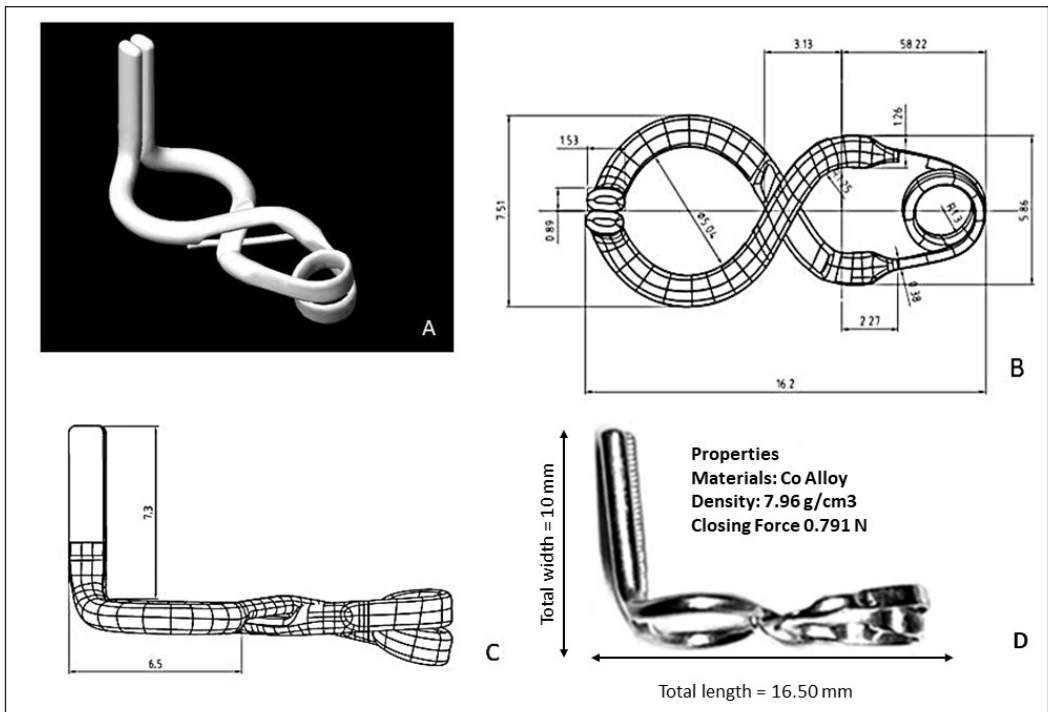 A
3.13
58.22
1.26
1.53
7.51
0.89
ø5.04
R1.3
5.86
0.38
2.27
16.2
B
7.3
6.5
C
Properties
Materials: Co Alloy
Density: 7.96 g/cm3
Closing Force 0.791 N
Total width = 10 mm
D
Total length = 16.50 mm